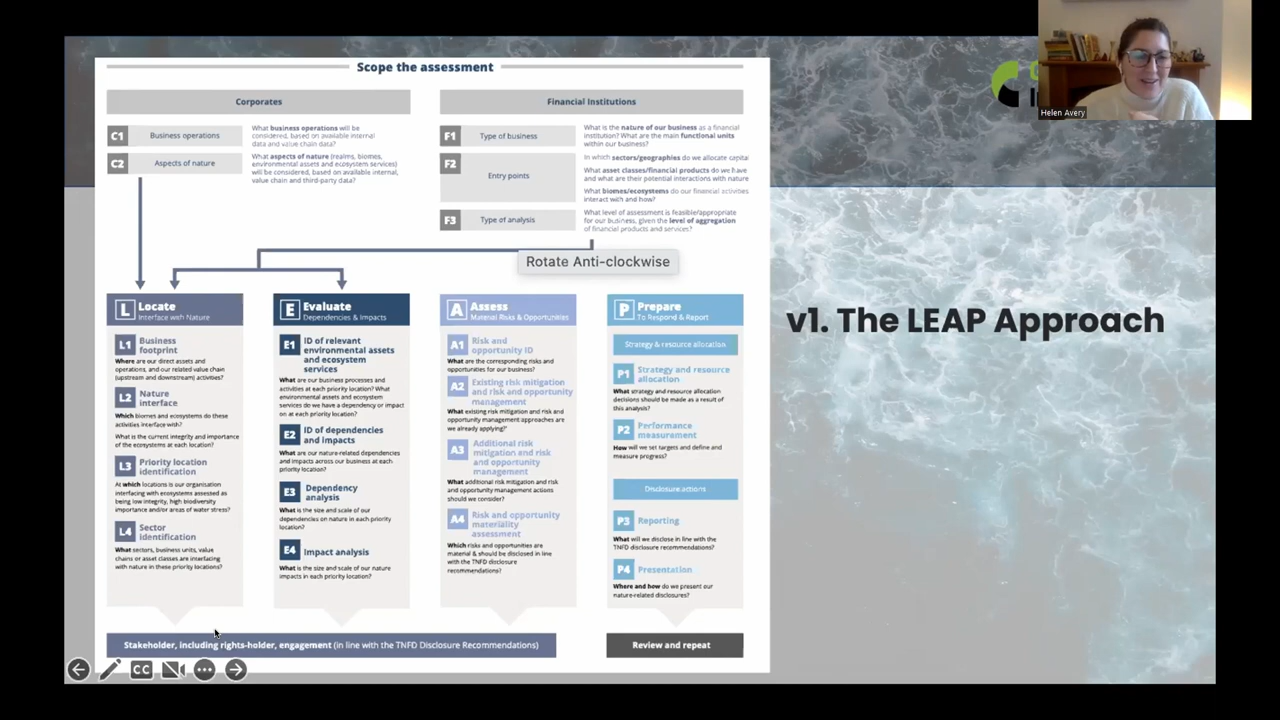 Scope the assessment
Corporates
C1
Business operations
What business operations will be
considered, based on available internal
data and value chain data?
C2
Aspects of nature
What aspects of nature (realms, biomes,
environmental assets and ecosystem services)
will be considered, based on available internal,
value chain and third-party data?
Financial Institutions
F1
Type of business
What is the nature of our business as a financial
institution? What are the main functional units
within our business?
F2
Entry points
In which sectors/geographies do we allocate capital
What asset classes/financial products do we have
and what are their potential interactions with nature
What biomes/ecosystems do our financial activities
interact with and how?
F3
Type of analysis
What level of assessment is feasible/appropriate
for our business, given the level of aggregation
of financial products and services?
Rotate Anti-clockwise
L
Locate
Interface with Nature
L1
Business
footprint
Where are our direct assets and
operations, and our related value chain
(upstream and downstream) activities?
L2
Nature
interface
Which biomes and ecosystems do these
activities interface with?
What is the current integrity and importance
of the ecosystems at each location?
L3
Priority location
identification
At which locations is our organisation
interfacing with ecosystems assessed as
being low integrity, high biodiversity
importance and/or areas of water stress?
L4
Sector
identification
What sectors, business units, value
chains or asset classes are interfacing
with nature in these priority locations?
E
Evaluate
Dependencies & Impacts
E1
ID of relevant
environmental assets
and ecosystem
services
What are our business processes and
activities at each priority location? What
environmental assets and ecosystem
services do we have a dependency or impact
on at each priority location?
E2
ID of dependencies
and impacts
What are our nature-related dependencies
and impacts across our business at each
priority location?
E3
Dependency
analysis
What is the size and scale of our
dependencies on nature in each priority
location?
E4
Impact analysis
What is the size and scale of our nature
impacts in each priority location?
A
Assess
Material Risks & Opportunities
A1
Risk and
opportunity ID
What are the corresponding risks and
opportunities for our business?
A2
Existing risk mitigation
and risk and opportunity
management
What existing risk mitigation and risk and
opportunity management approaches are
we already applying?
A3
Additional risk
mitigation and risk
and opportunity
management
What additional risk mitigation and risk
and opportunity management actions
should we consider?
A4
Risk and opportunity
materiality
assessment
Which risks and opportunities are
material & should be disclosed in line
with the TNFD disclosure
recommendations?
P
Prepare
To Respond & Report
Strategy & resource allocation
P1
Strategy and resource
allocation
What strategy and resource allocation
decisions should be made as a result of
this analysis?
P2
Performance
measurement
How will we set targets and define and
measure progress?
Disclosure actions
P3
Reporting
What will we disclose in line with the
TNFD disclosure recommendations?
P4
Presentation
Where and how do we present our
nature-related disclosures?
Stakeholder, including rights-holder, engagement (in line with the TNFD Disclosure Recommendations)
Review and repeat
v1. The LEAP Approach
Helen Avery
CC